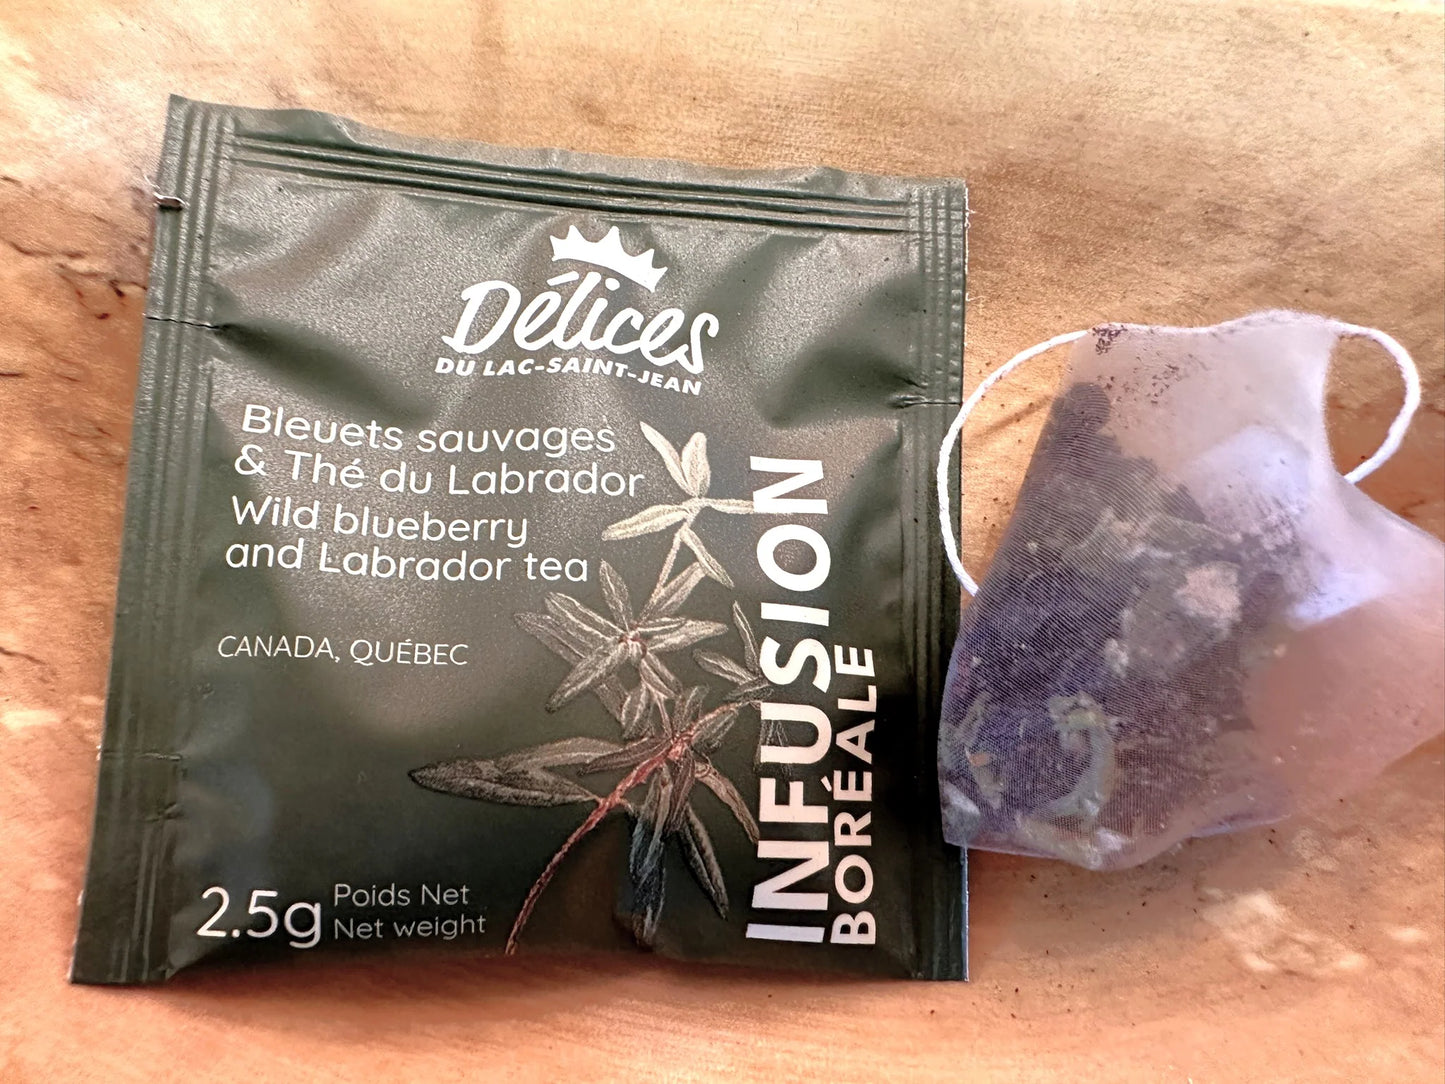 Délices
DU LAC-SAINT-JEAN
Bleuets sauvages
& Thé du Labrador
Wild blueberry
and Labrador tea
CANADA, QUÉBEC
INFUSION
BORÉALE
2.5g
Poids Net
Net weight